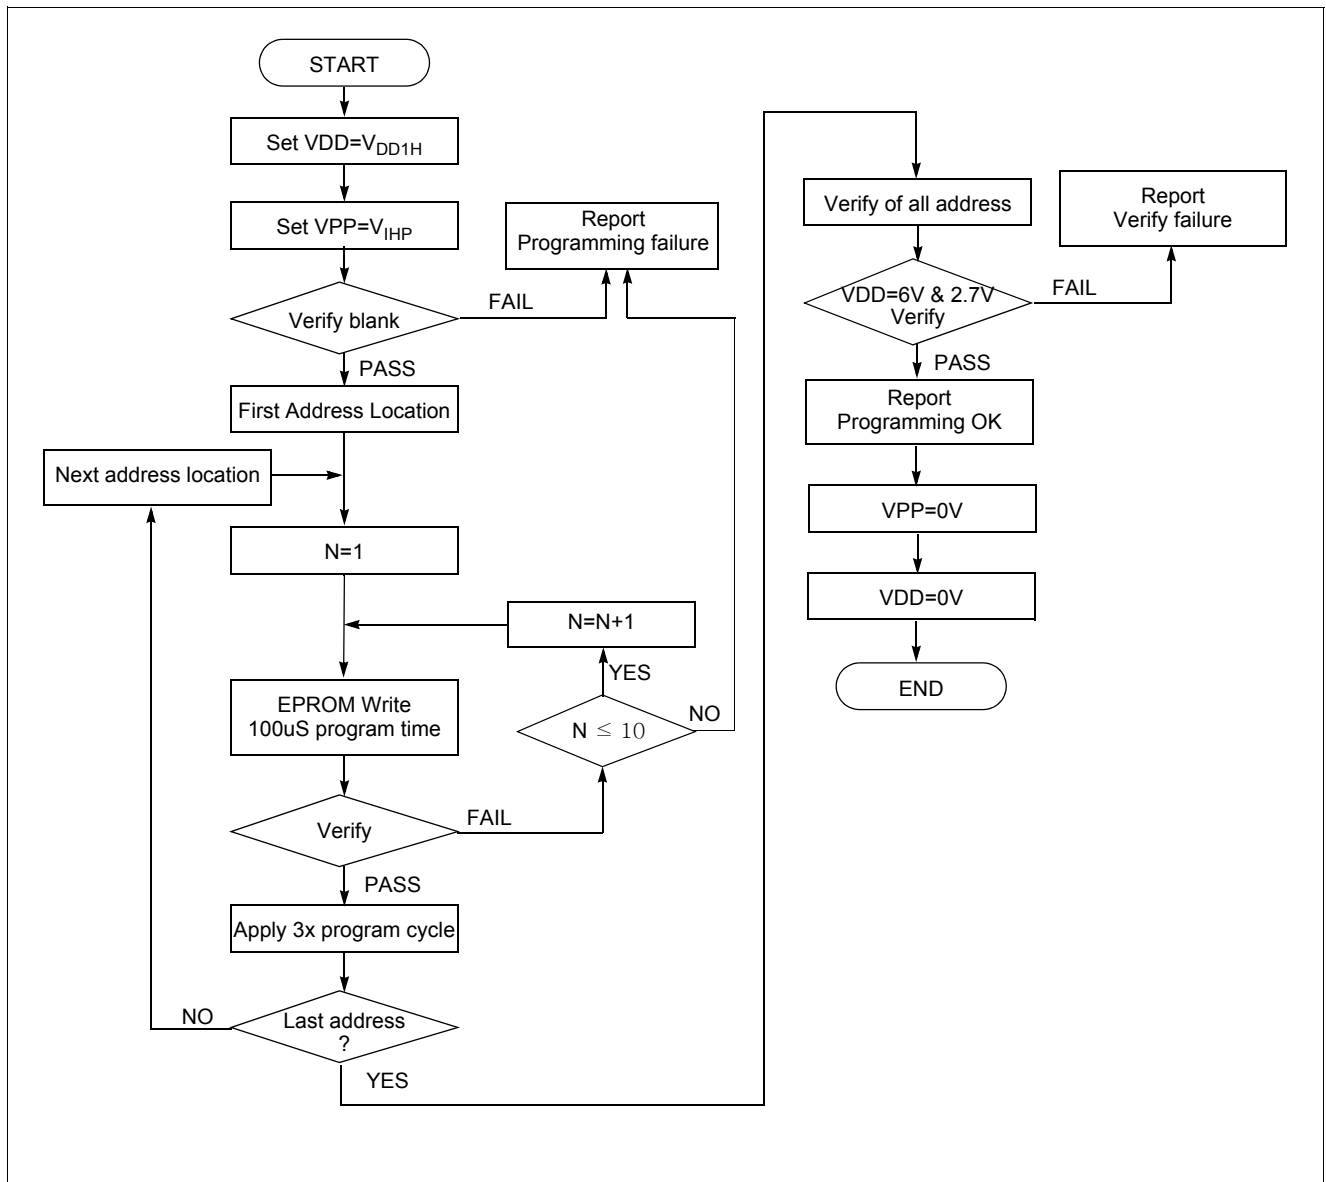 START
Set VDD=VDD1H
Set VPP=VIHP
Report
Programming failure
Verify blank
FAIL
PASS
First Address Location
Next address location
N=1
N=N+1
YES
EPROM Write
100uS program time
N ≤ 10
NO
Verify
FAIL
PASS
Apply 3x program cycle
Last address
?
NO
YES
Verify of all address
Report
Verify failure
VDD=6V & 2.7V
Verify
FAIL
PASS
Report
Programming OK
VPP=0V
VDD=0V
END